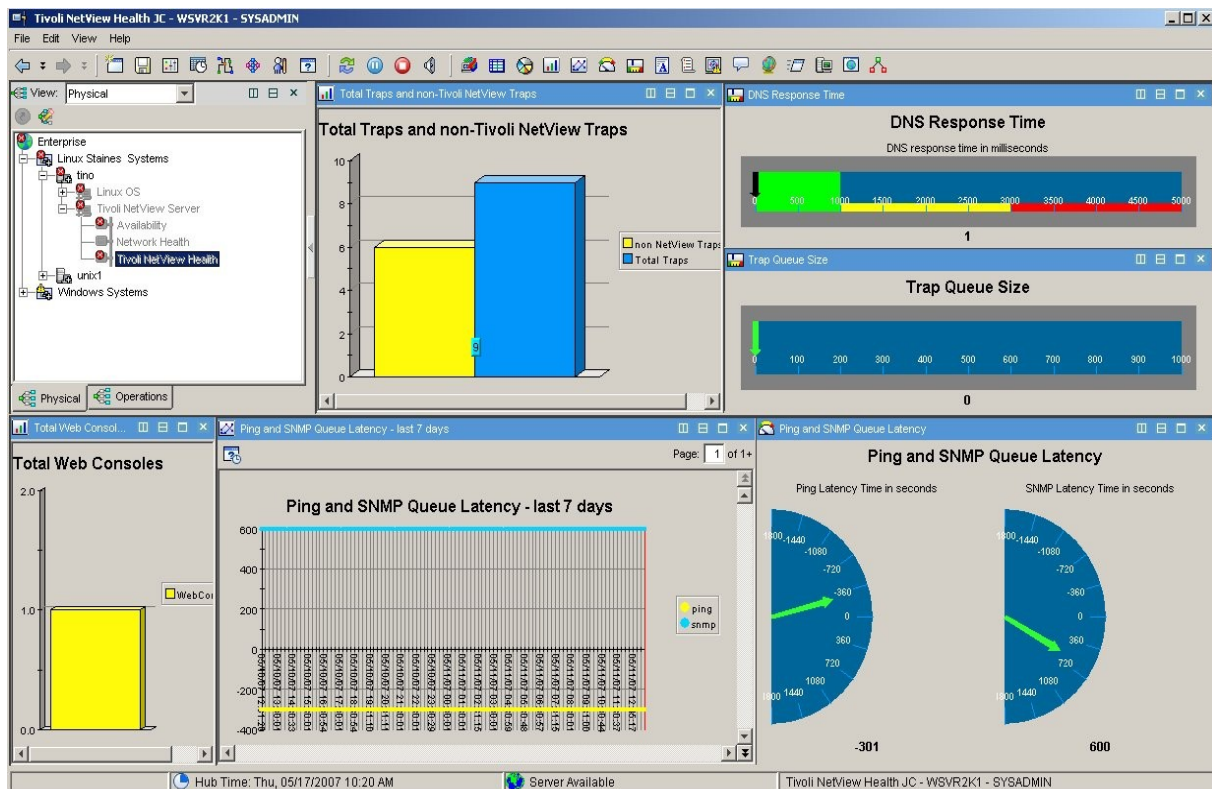 Tivoli NetView Health JC - WSVR2K1 - SYSADMIN
File Edit View Help
View: Physical
Enterprise
Linux Staines Systems
tino
Linux OS
Tivoli NetView Server
Availability
Network Health
Tivoli NetView Health
unix1
Windows Systems
Physical
Operations
Total Traps and non-Tivoli NetView Traps
Total Traps and non-Tivoli NetView Traps
10
8
6
4
2
0
9
non NetView Traps
Total Traps
DNS Response Time
DNS Response Time
DNS response time in milliseconds
0 500 1000 1500 2000 2500 3000 3500 4000 4500 5000
1
Trap Queue Size
Trap Queue Size
0 100 200 300 400 500 600 700 800 900 1000
0
Total Web Consol...
Total Web Consoles
2.0
1.0
0.0
WebCo
Ping and SNMP Queue Latency - last 7 days
Page: 1 of 1+
Ping and SNMP Queue Latency - last 7 days
600
400
200
0
-200
-400
ping
snmp
Ping and SNMP Queue Latency
Ping and SNMP Queue Latency
Ping Latency Time in seconds
1800
-1440
-1080
-720
-360
0
360
720
1080
1440
1800
-301
SNMP Latency Time in seconds
1800
-1440
-1080
-720
-360
0
360
720
1080
1440
1800
600
Hub Time: Thu, 05/17/2007 10:20 AM
Server Available
Tivoli NetView Health JC - WSVR2K1 - SYSADMIN